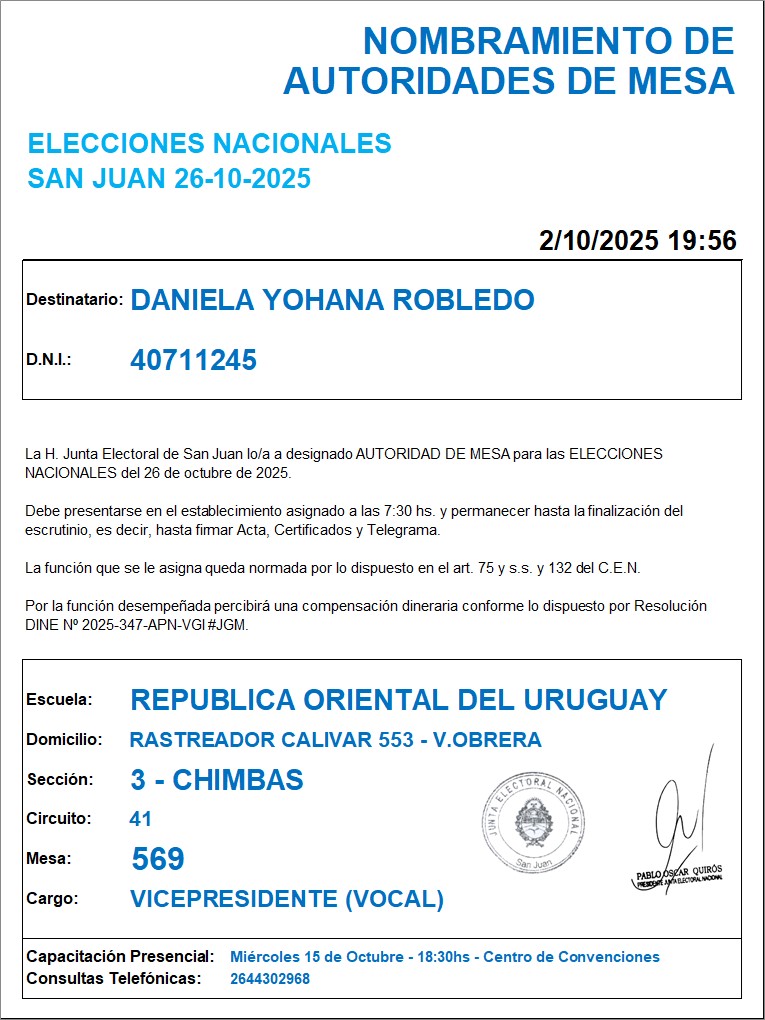 NOMBRAMIENTO DE
AUTORIDADES DE MESA
ELECCIONES NACIONALES
SAN JUAN 26-10-2025
2/10/2025 19:56
Destinatario: DANIELA YOHANA ROBLEDO
D.N.I.: 40711245
La H. Junta Electoral de San Juan lo/a a designado AUTORIDAD DE MESA para las ELECCIONES
NACIONALES del 26 de octubre de 2025.
Debe presentarse en el establecimiento asignado a las 7:30 hs. y permanecer hasta la finalización del
escrutinio, es decir, hasta firmar Acta, Certificados y Telegrama.
La función que se le asigna queda normada por lo dispuesto en el art. 75 y s.s. y 132 del C.E.N.
Por la función desempeñada percibirá una compensación dineraria conforme lo dispuesto por Resolución
DINE Nº 2025-347-APN-VGI#JGM.
Escuela: REPUBLICA ORIENTAL DEL URUGUAY
Domicilio: RASTREADOR CALIVAR 553 - V.OBRERA
Sección: 3 - CHIMBAS
Circuito: 41
Mesa: 569
Cargo: VICEPRESIDENTE (VOCAL)
JUNTA ELECTORAL NACIONAL
San Juan
PABLO OSCAR QUIRÓS
PRESIDENTE JUNTA ELECTORAL NACIONAL
Capacitación Presencial: Miércoles 15 de Octubre - 18:30hs - Centro de Convenciones
Consultas Telefónicas: 2644302968